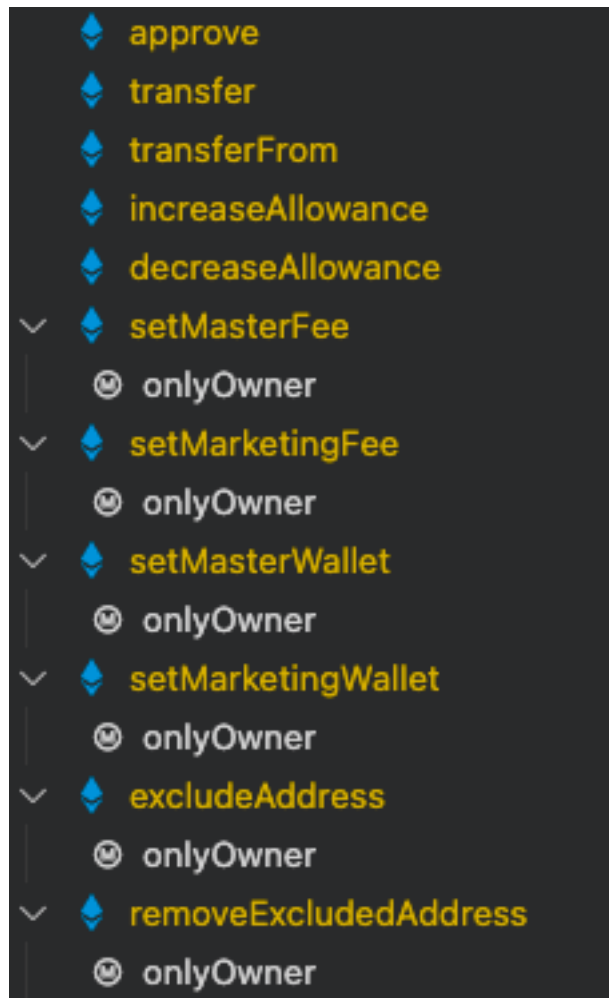 approve
transfer
transferFrom
increaseAllowance
decreaseAllowance
setMasterFee
onlyOwner
setMarketingFee
onlyOwner
setMasterWallet
onlyOwner
setMarketingWallet
onlyOwner
excludeAddress
onlyOwner
removeExcludedAddress
onlyOwner